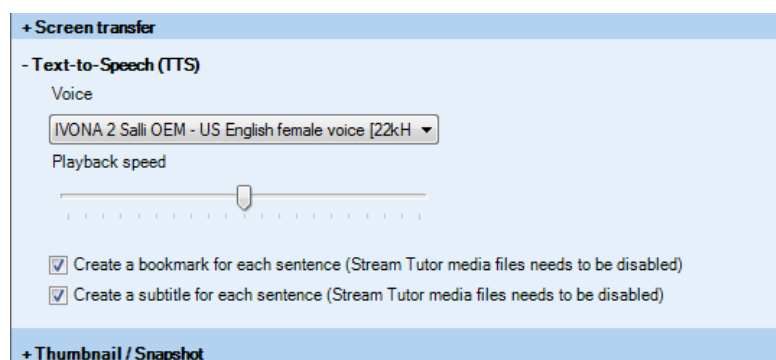 + Screen transfer
- Text-to-Speech (TTS)
Voice
IVONA 2 Salli OEM - US English female voice [22kH
Playback speed
Create a bookmark for each sentence (Stream Tutor media files needs to be disabled)
Create a subtitle for each sentence (Stream Tutor media files needs to be disabled)
+ Thumbnail / Snapshot